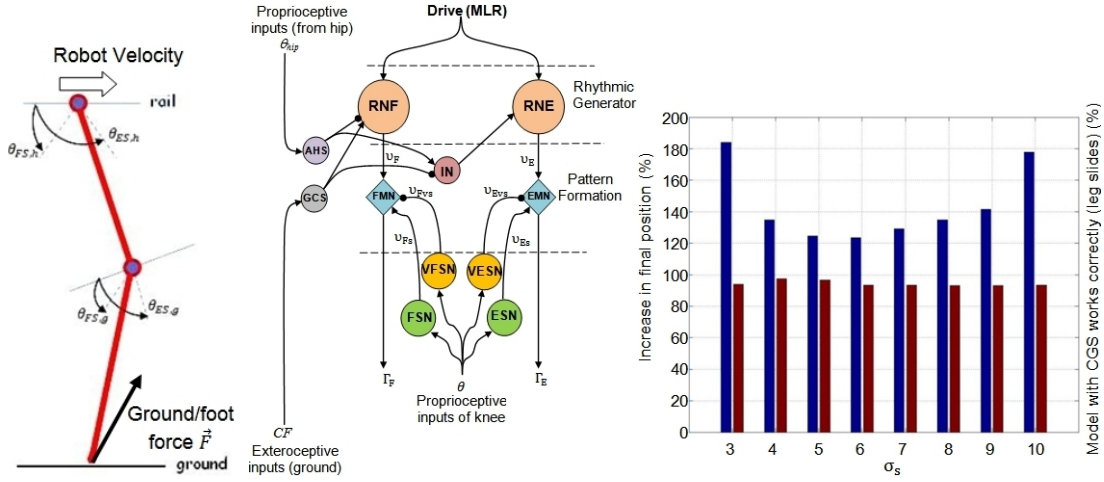 Robot Velocity
rail
θFS,h
θES,h
θFS,g
θES,g
Ground/foot
force F⃗
ground
Proprioceptive
inputs (from hip)
θhip
Drive (MLR)
Rhythmic
Generator
RNF
RNE
AHS
GCS
IN
υF
υE
Pattern
Formation
FMN
EMN
υFvs
υEvs
υFs
υEs
VFSN
VESN
FSN
ESN
ΓF
ΓE
θ
Proprioceptive
inputs of knee
CF
Exteroceptive
inputs (ground)
Increase in final position (%)
200
180
160
140
120
100
80
60
40
20
0
3 4 5 6 7 8 9 10
σs
Model with CGS works correctly (leg slides) (%)